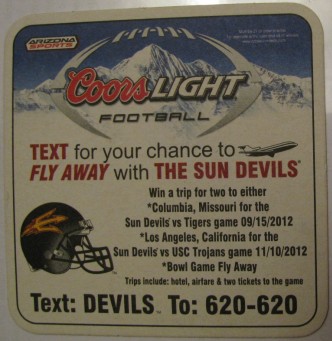 ARIZONA
SPORTS
Coors LIGHT
FOOTBALL
TEXT for your chance to
FLY AWAY with THE SUN DEVILS
Win a trip for two to either
*Columbia, Missouri for the
Sun Devils vs Tigers game 09/15/2012
*Los Angeles, California for the
Sun Devils vs USC Trojans game 11/10/2012
*Bowl Game Fly Away
Trips include: hotel, airfare & two tickets to the game
Text: DEVILS To: 620-620